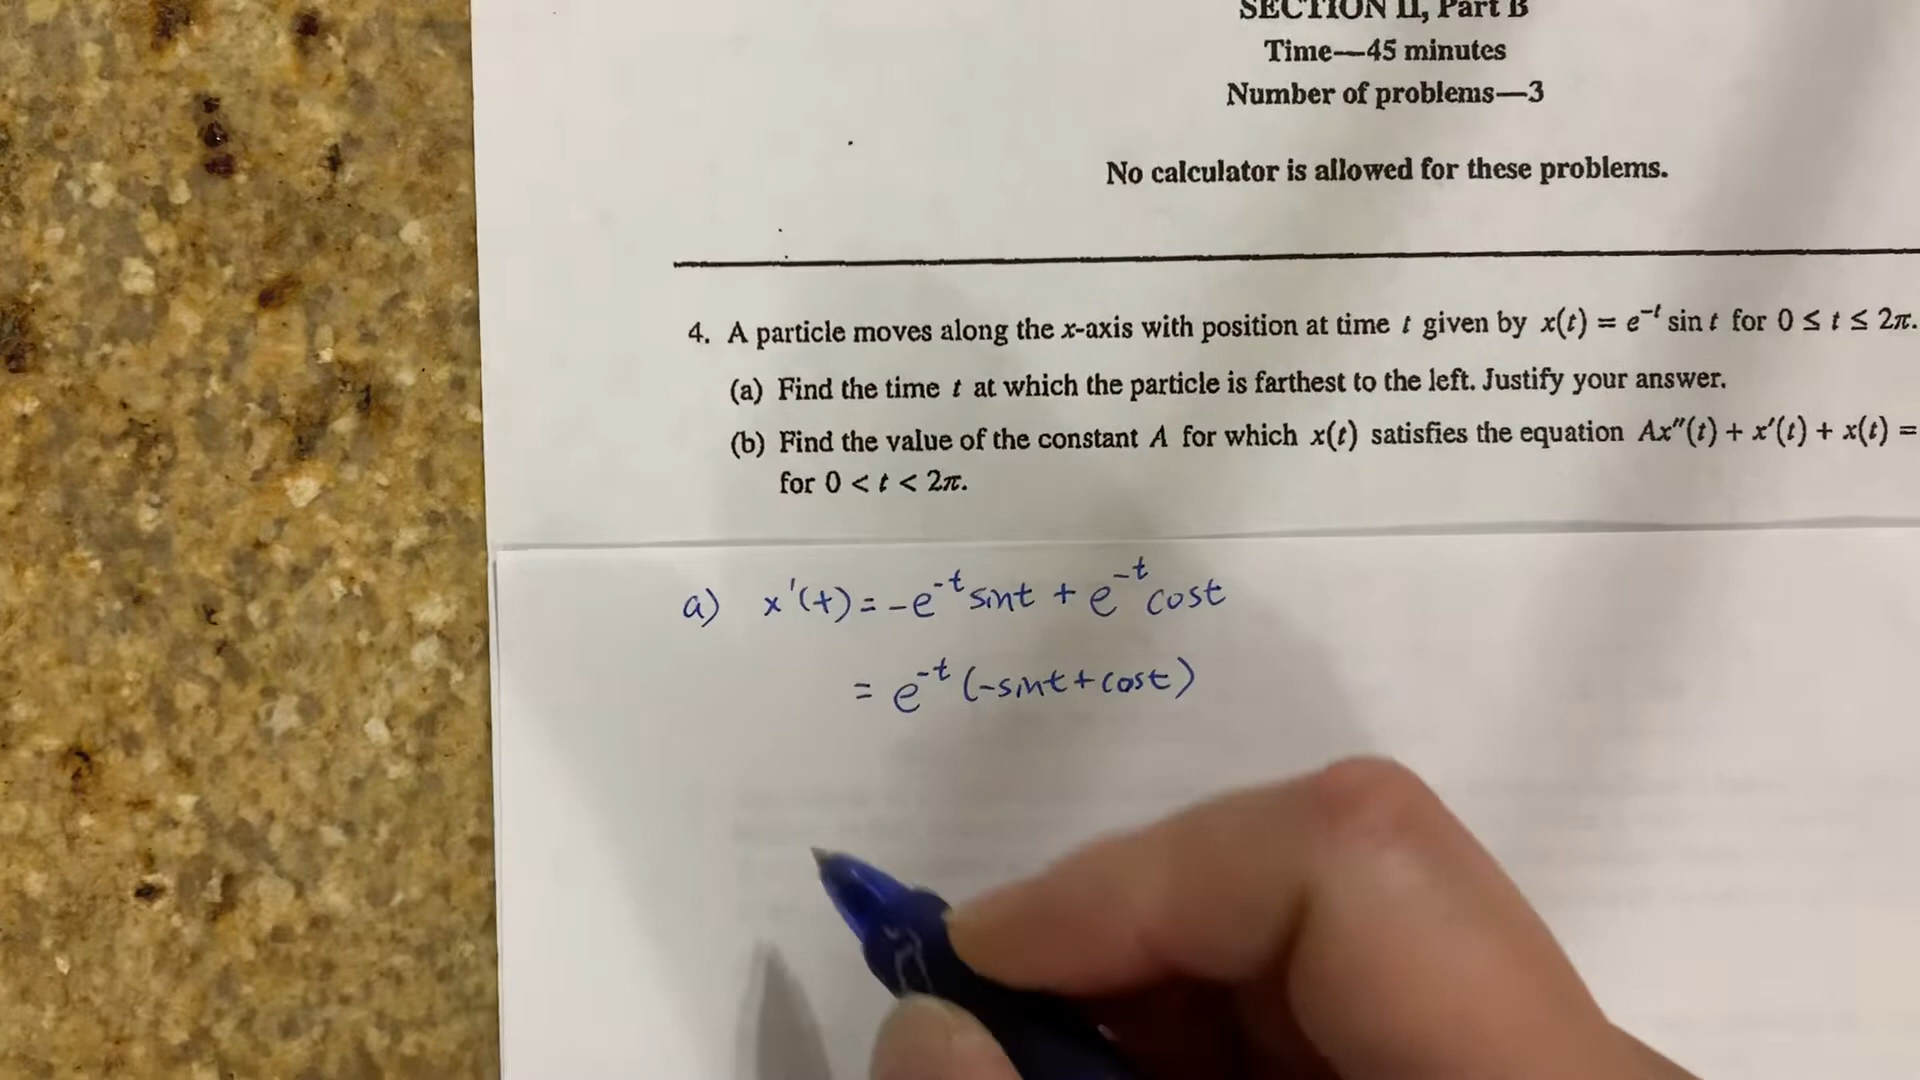 SECTION II, Part B
Time—45 minutes
Number of problems—3
No calculator is allowed for these problems.
4. A particle moves along the x-axis with position at time t given by x(t) = e⁻ᵗ sin t for 0 ≤ t ≤ 2π.
(a) Find the time t at which the particle is farthest to the left. Justify your answer.
(b) Find the value of the constant A for which x(t) satisfies the equation Ax″(t) + x′(t) + x(t) =
for 0 < t < 2π.
a) x'(t) = -e⁻ᵗ sint + e⁻ᵗ cost
= e⁻ᵗ (-sint + cost)